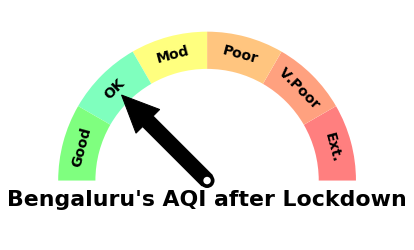 Good
OK
Mod
Poor
V.Poor
Ext.
Bengaluru's AQI after Lockdown